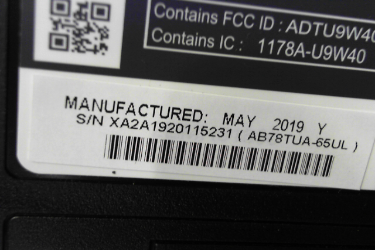 Contains FCC ID : ADTU9W40
Contains IC : 1178A-U9W40
MANUFACTURED: MAY 2019 Y
S/N XA2A1920115231 ( AB78TUA-65UL )